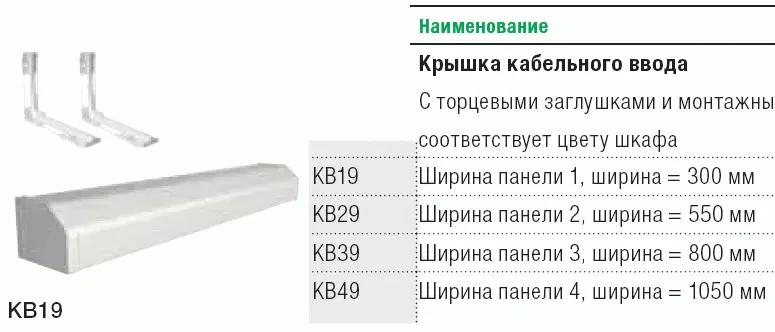 Наименование
Крышка кабельного ввода
С торцевыми заглушками и монтажны
соответствует цвету шкафа
KB19 Ширина панели 1, ширина = 300 мм
KB29 Ширина панели 2, ширина = 550 мм
KB39 Ширина панели 3, ширина = 800 мм
KB49 Ширина панели 4, ширина = 1050 мм
KB19